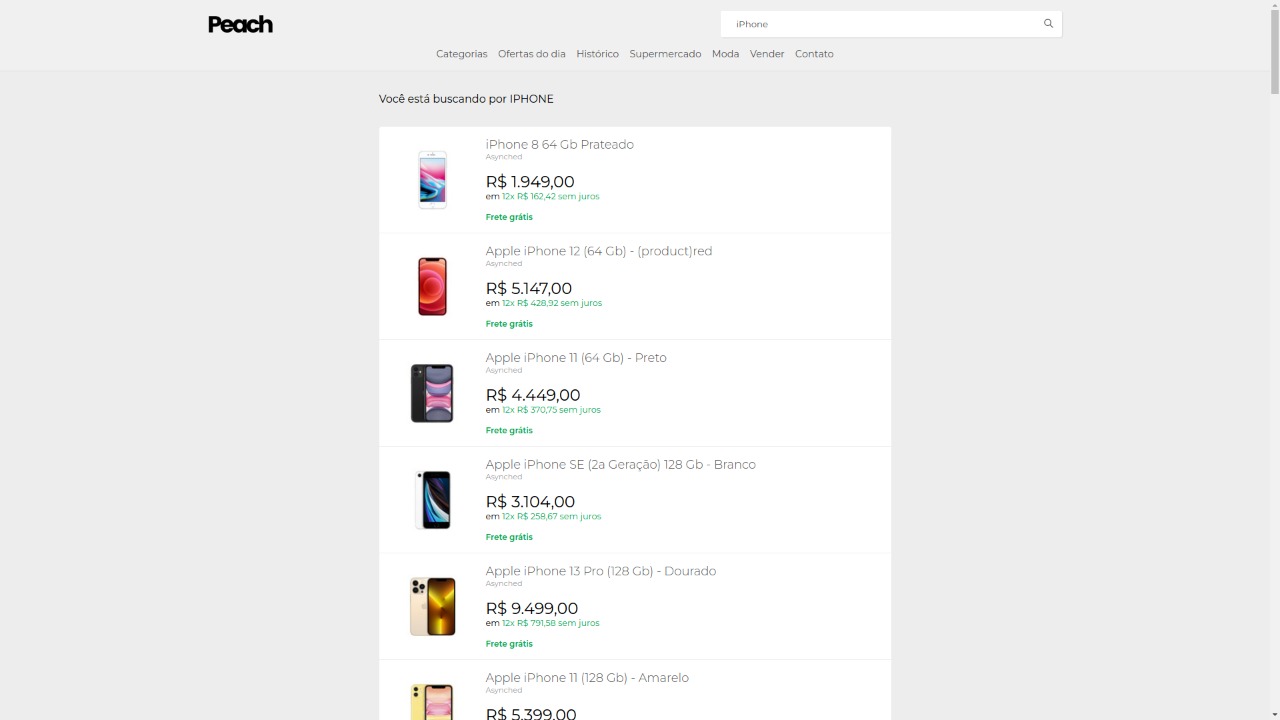 Peach
iPhone
Categorias Ofertas do dia Histórico Supermercado Moda Vender Contato
Você está buscando por IPHONE
iPhone 8 64 Gb Prateado
Asynched
R$ 1.949,00
em 12x R$ 162,42 sem juros
Frete grátis
Apple iPhone 12 (64 Gb) - (product)red
Asynched
R$ 5.147,00
em 12x R$ 428,92 sem juros
Frete grátis
Apple iPhone 11 (64 Gb) - Preto
Asynched
R$ 4.449,00
em 12x R$ 370,75 sem juros
Frete grátis
Apple iPhone SE (2a Geração) 128 Gb - Branco
Asynched
R$ 3.104,00
em 12x R$ 258,67 sem juros
Frete grátis
Apple iPhone 13 Pro (128 Gb) - Dourado
Asynched
R$ 9.499,00
em 12x R$ 791,58 sem juros
Frete grátis
Apple iPhone 11 (128 Gb) - Amarelo
Asynched
R$ 5.399,00